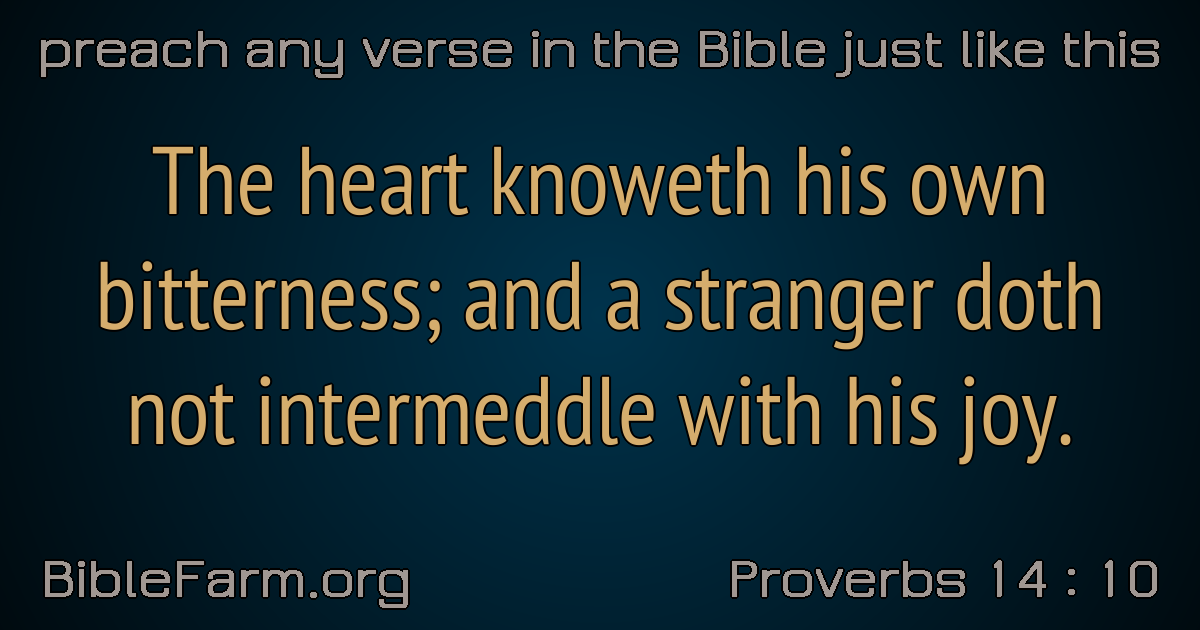 preach any verse in the Bible just like this
The heart knoweth his own
bitterness; and a stranger doth
not intermeddle with his joy.
BibleFarm.org
Proverbs 14 : 10